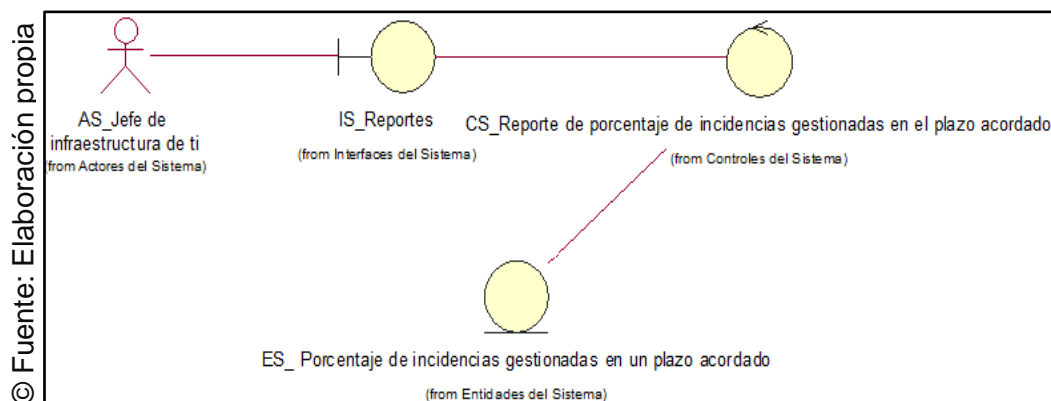 © Fuente: Elaboración propia
AS_Jefe de
infraestructura de ti
(from Actores del Sistema)
IS_Reportes
(from Interfaces del Sistema)
CS_Reporte de porcentaje de incidencias gestionadas en el plazo acordado
(from Controles del Sistema)
ES_ Porcentaje de incidencias gestionadas en un plazo acordado
(from Entidades del Sistema)